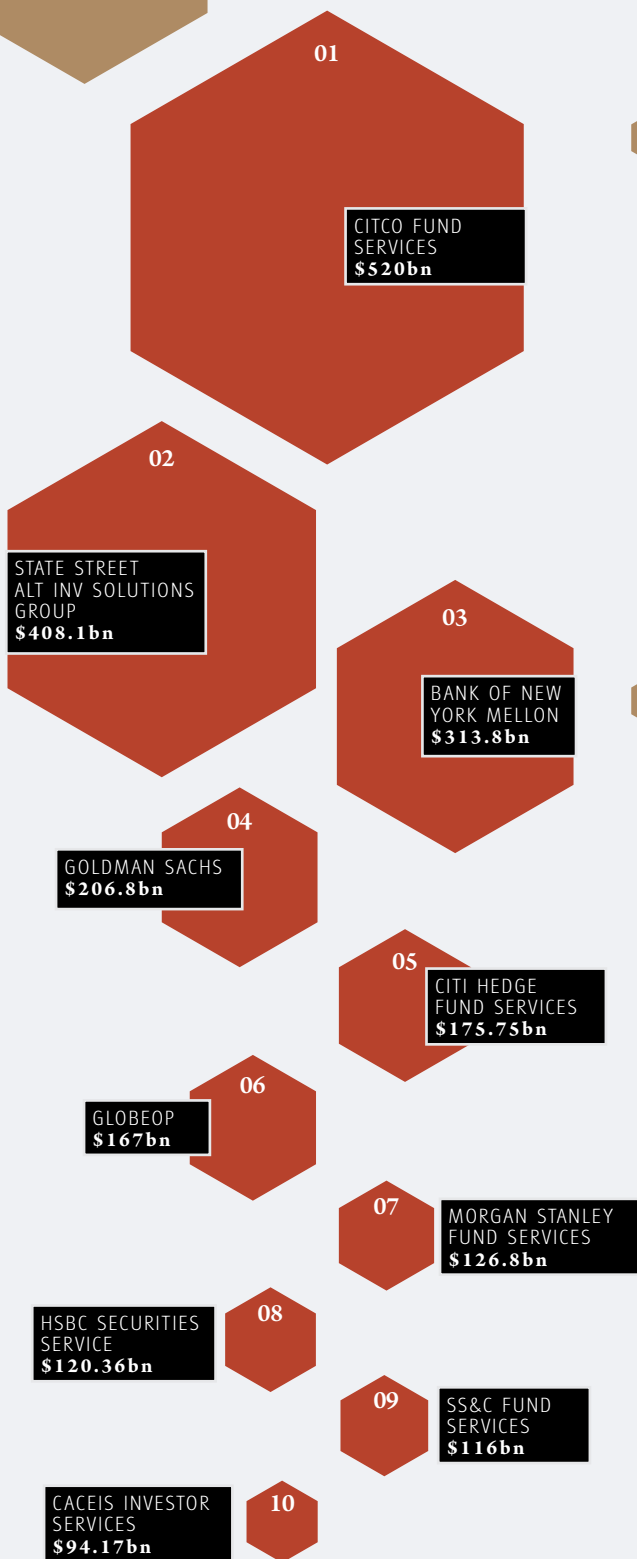 01
CITCO FUND
SERVICES
$520bn
02
STATE STREET
ALT INV SOLUTIONS
GROUP
$408.1bn
03
BANK OF NEW
YORK MELLON
$313.8bn
04
GOLDMAN SACHS
$206.8bn
05
CITI HEDGE
FUND SERVICES
$175.75bn
06
GLOBEOP
$167bn
07
MORGAN STANLEY
FUND SERVICES
$126.8bn
08
HSBC SECURITIES
SERVICE
$120.36bn
09
SS&C FUND
SERVICES
$116bn
10
CACEIS INVESTOR
SERVICES
$94.17bn